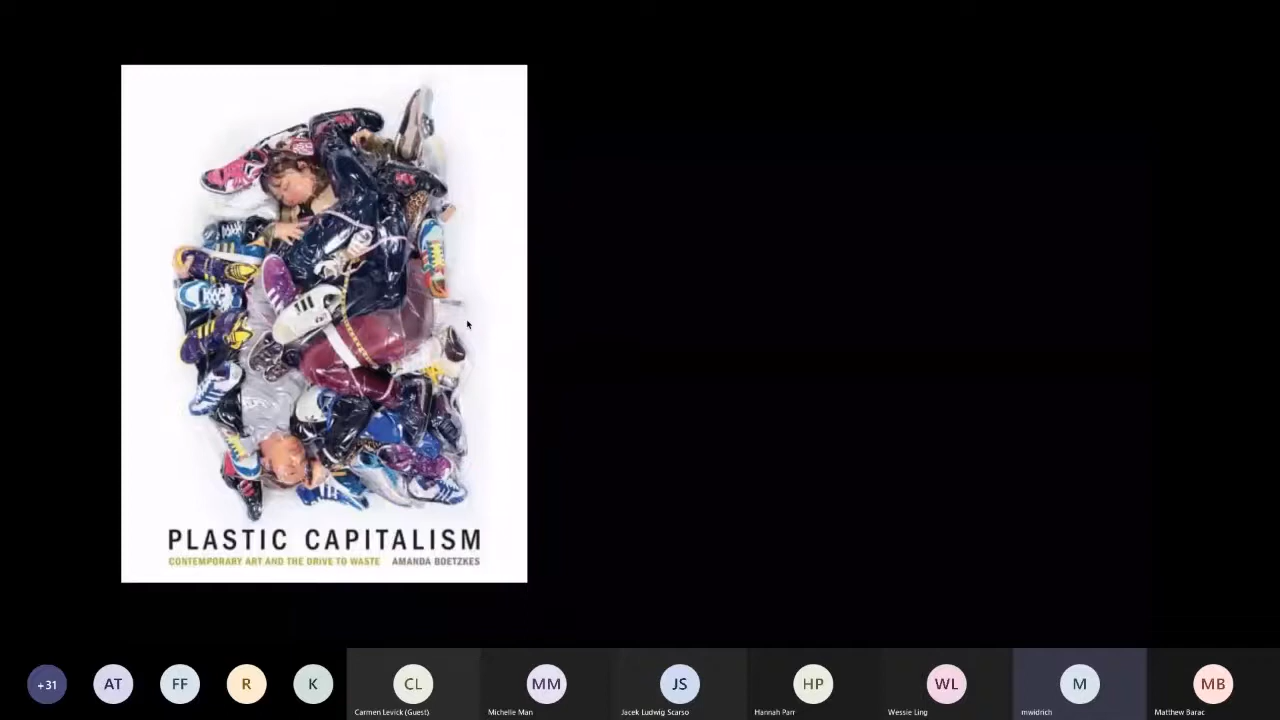 PLASTIC CAPITALISM
CONTEMPORARY ART AND THE DRIVE TO WASTE AMANDA BOETZKES
+31
AT
FF
R
K
CL
MM
JS
HP
WL
M
MB
Carmen Levick (Guest)
Michelle Man
Jacek Ludwig Scarso
Hannah Parr
Wessie Ling
mwidrich
Matthew Barac